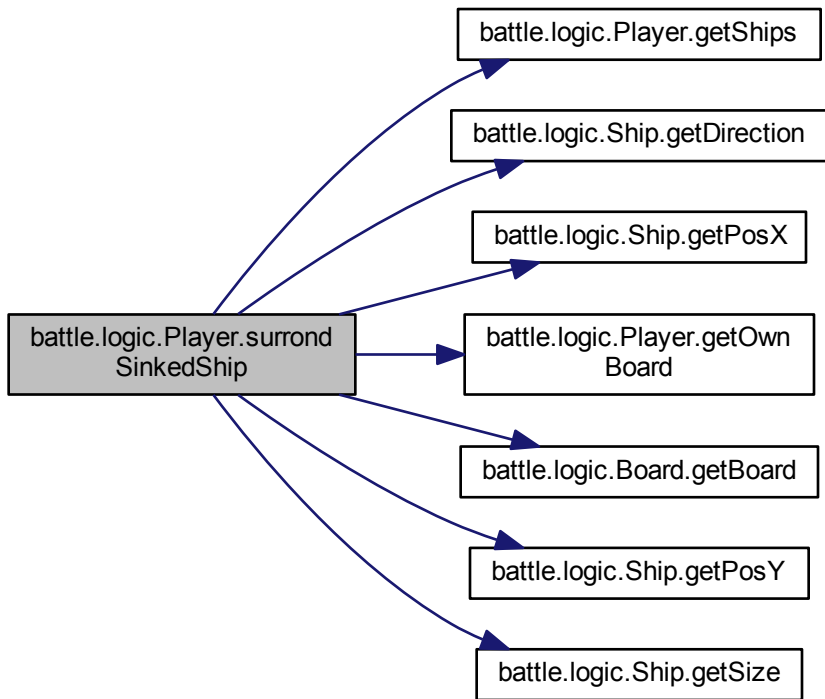 battle.logic.Player.getShips
battle.logic.Ship.getDirection
battle.logic.Ship.getPosX
battle.logic.Player.surrond
SinkedShip
battle.logic.Player.getOwn
Board
battle.logic.Board.getBoard
battle.logic.Ship.getPosY
battle.logic.Ship.getSize